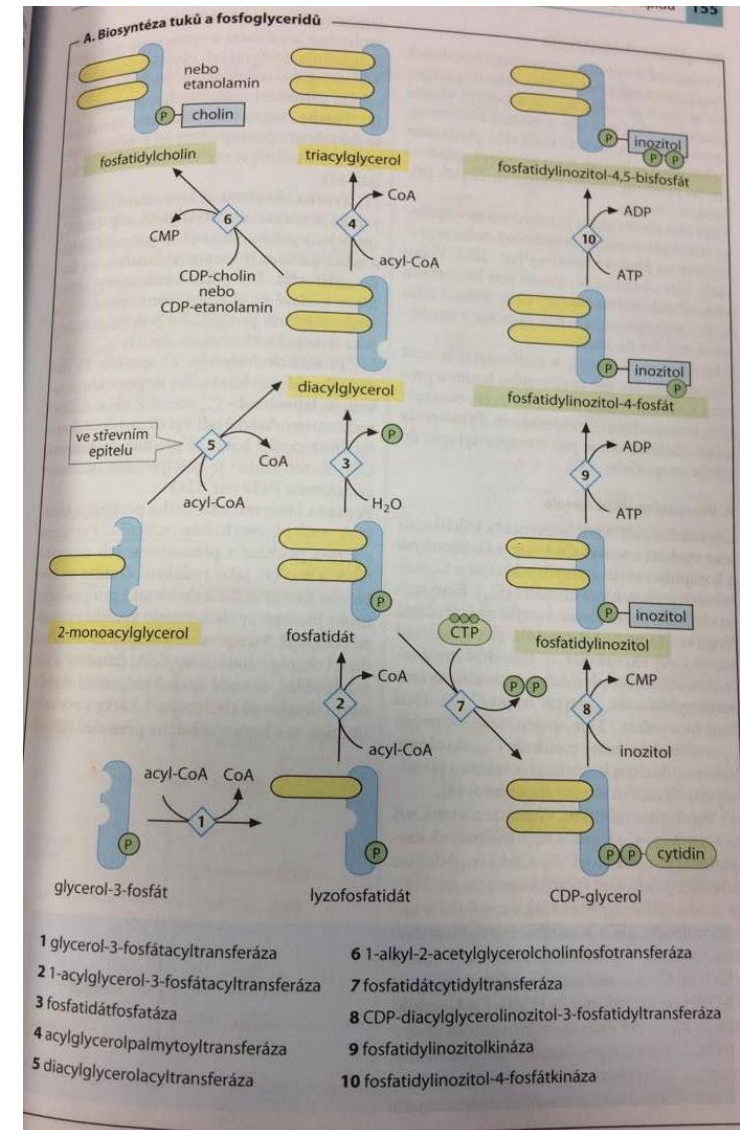 155
A. Biosyntéza tuků a fosfoglyceridů
nebo
etanolamin
P
cholin
fosfatidylcholin
triacylglycerol
P
inozitol
P P
fosfatidylinozitol-4,5-bisfosfát
6
CMP
CDP-cholin
nebo
CDP-etanolamin
CoA
4
acyl-CoA
ADP
10
ATP
diacylglycerol
P
inozitol
P
fosfatidylinozitol-4-fosfát
ve střevním
epitelu
5
CoA
acyl-CoA
P
3
H2O
ADP
9
ATP
2-monoacylglycerol
P
fosfatidát
P
inozitol
fosfatidylinozitol
CTP
CoA
2
acyl-CoA
7
P P
CMP
8
inozitol
acyl-CoA CoA
1
P
glycerol-3-fosfát
P
lyzofosfatidát
P P
cytidin
CDP-glycerol
1 glycerol-3-fosfátacyltransferáza
2 1-acylglycerol-3-fosfátacyltransferáza
3 fosfatidátfosfatáza
4 acylglycerolpalmytoyltransferáza
5 diacylglycerolacyltransferáza
6 1-alkyl-2-acetylglycerolcholinfosfotransferáza
7 fosfatidátcytidyltransferáza
8 CDP-diacylglycerolinozitol-3-fosfatidyltransferáza
9 fosfatidylinozitolkináza
10 fosfatidylinozitol-4-fosfátkináza